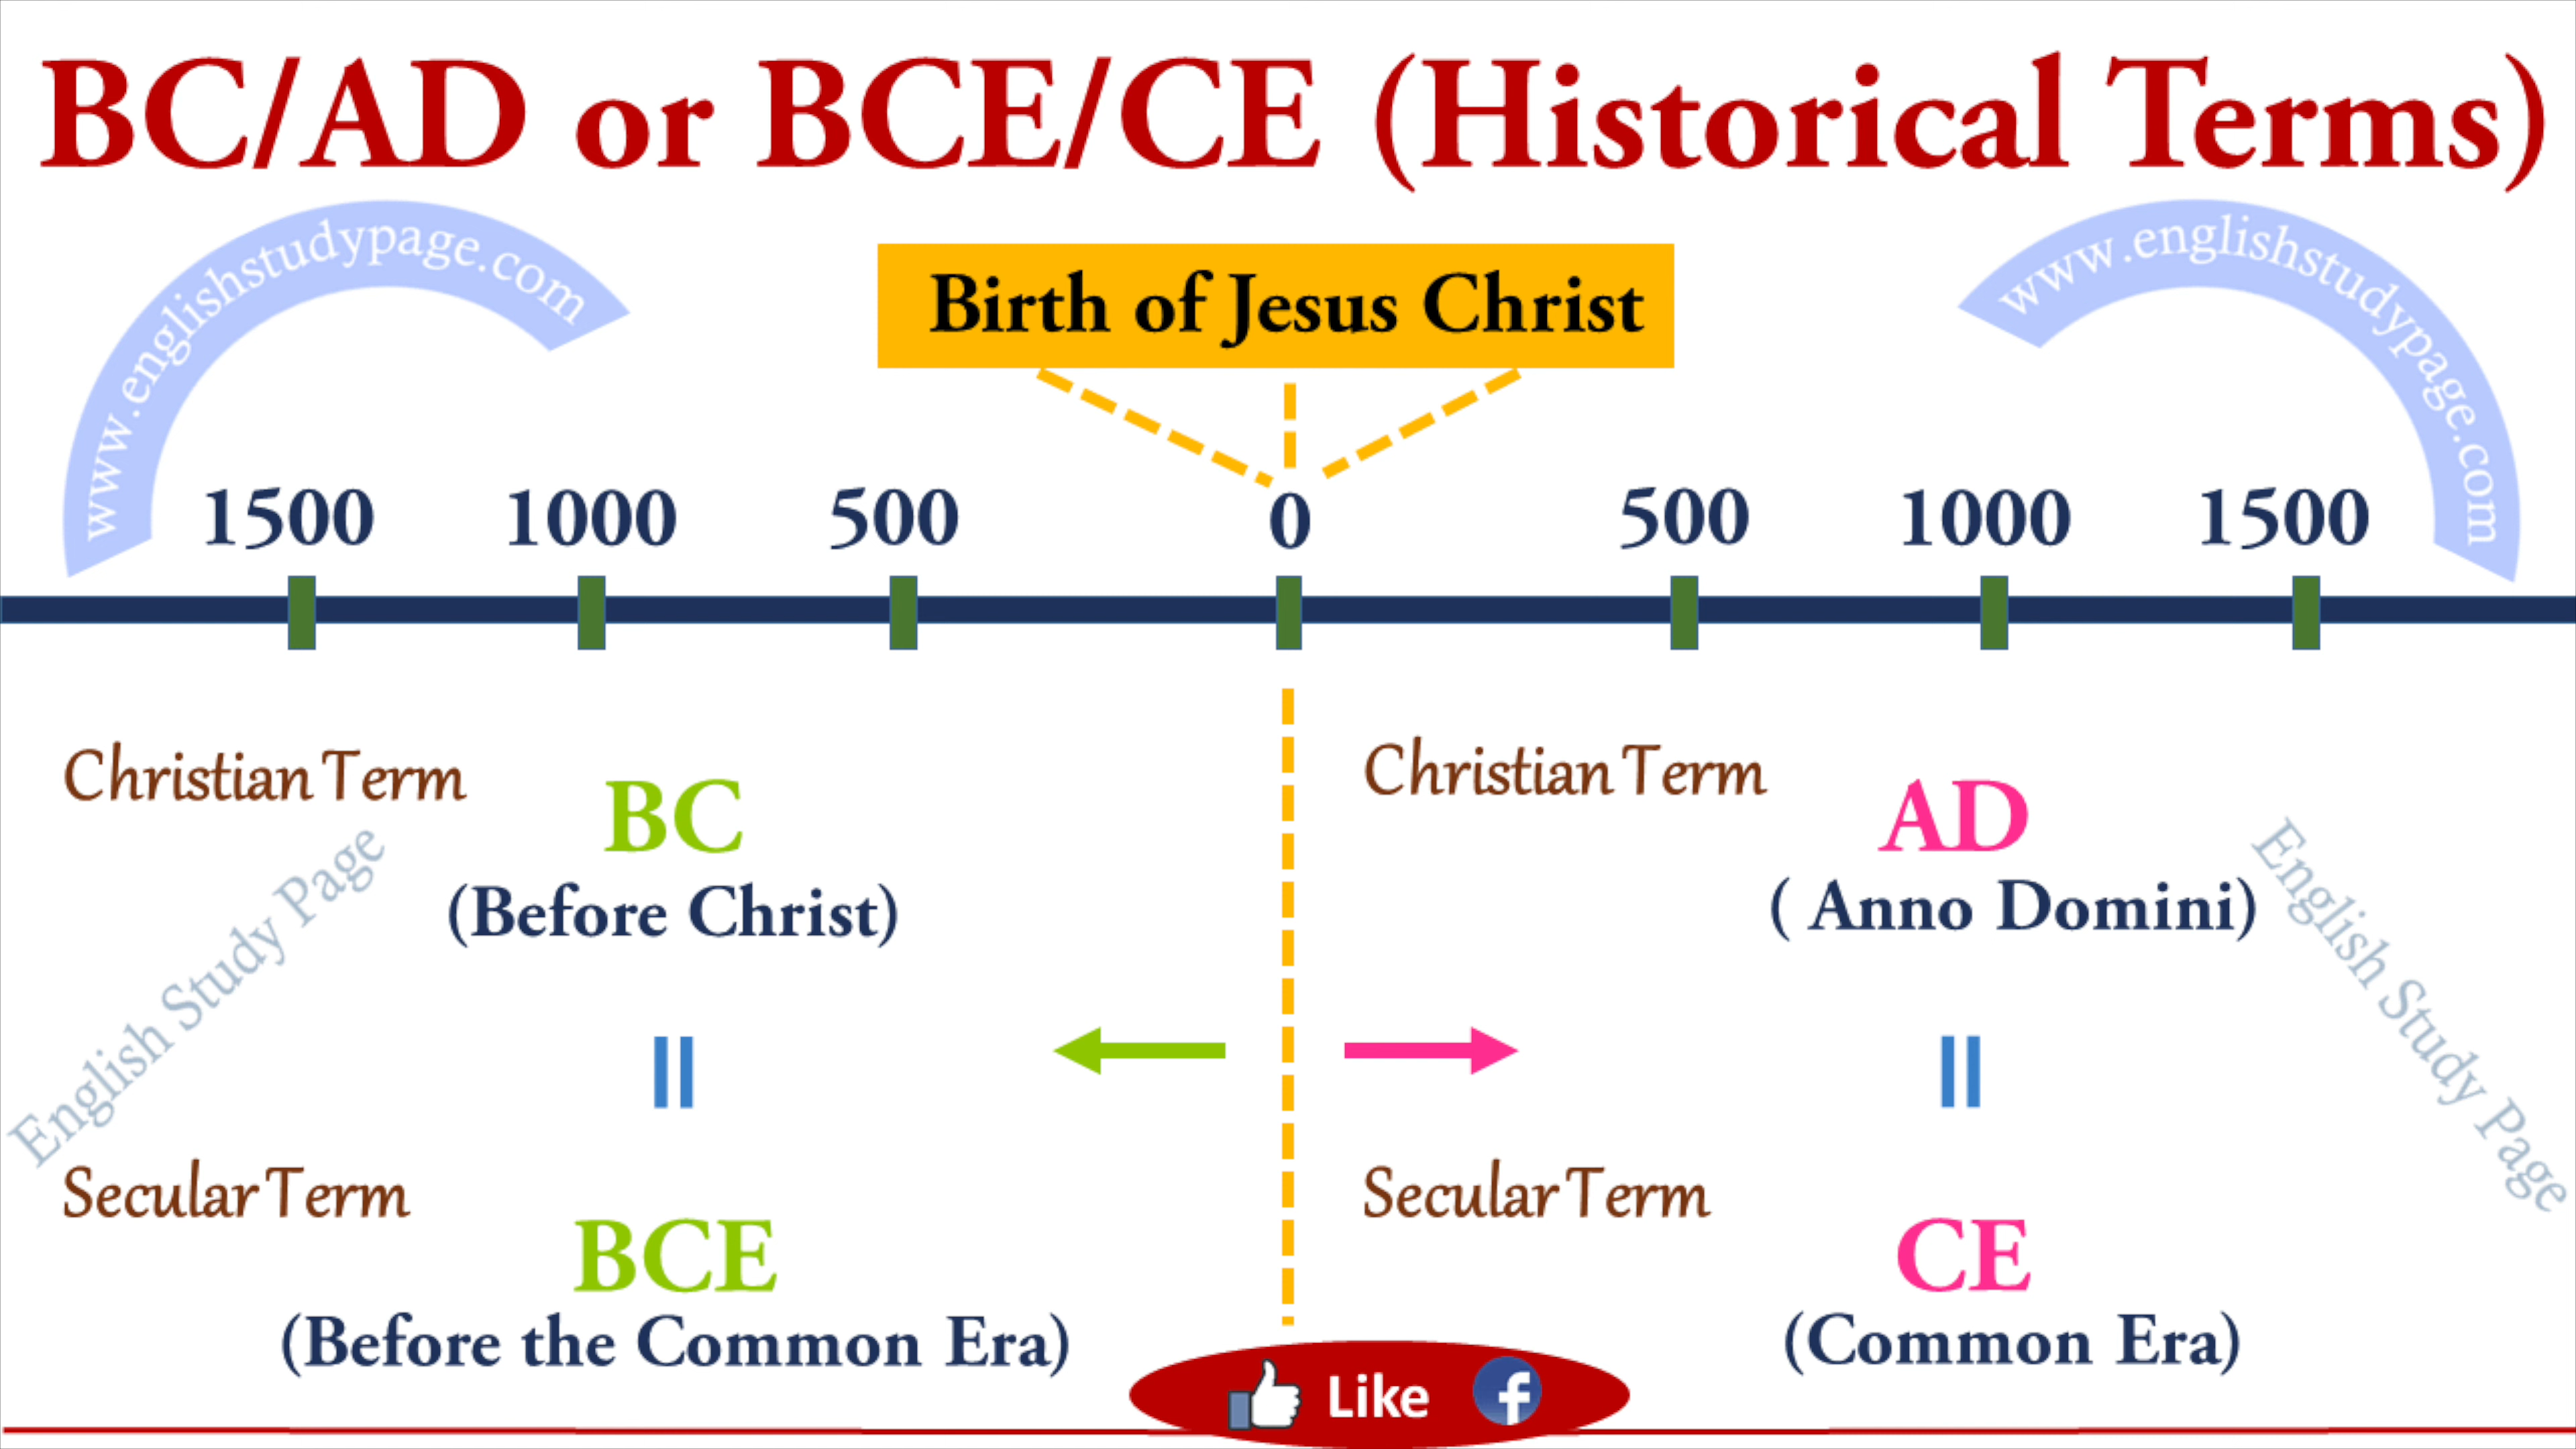 BC/AD or BCE/CE (Historical Terms)
www.englishstudypage.com
Birth of Jesus Christ
www.englishstudypage.com
1500 1000 500 0 500 1000 1500
Christian Term
BC
(Before Christ)
Christian Term
AD
( Anno Domini)
English Study Page
English Study Page
Secular Term
BCE
(Before the Common Era)
Secular Term
CE
(Common Era)
Like f